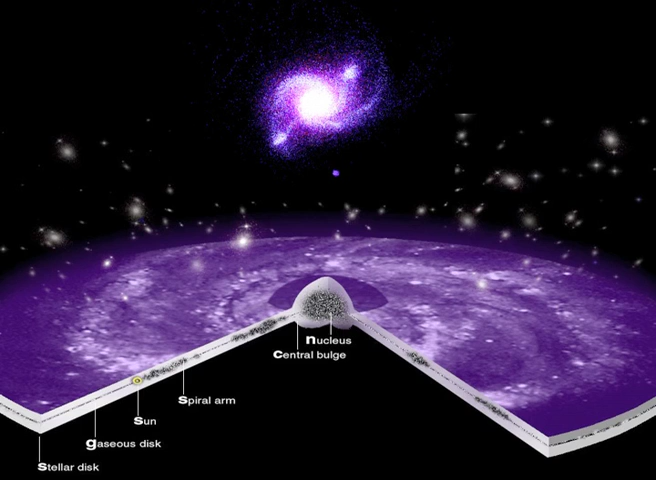 nucleus
Central bulge
Spiral arm
Sun
gaseous disk
Stellar disk